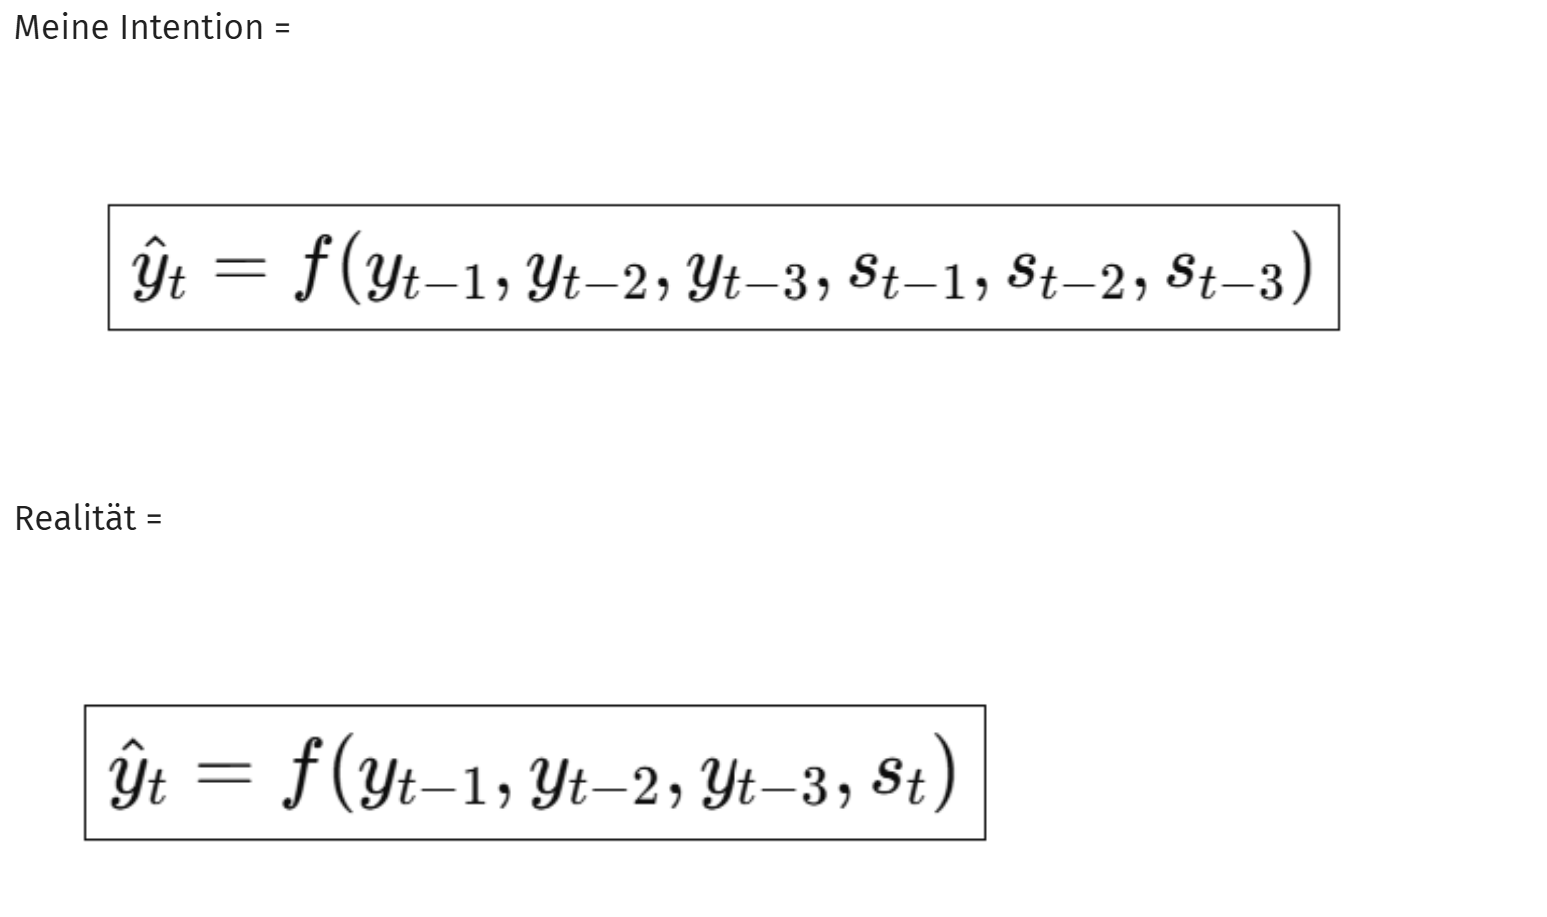 Meine Intention =
ŷ_t = f(y_{t−1}, y_{t−2}, y_{t−3}, s_{t−1}, s_{t−2}, s_{t−3})
Realität =
ŷ_t = f(y_{t−1}, y_{t−2}, y_{t−3}, s_t)